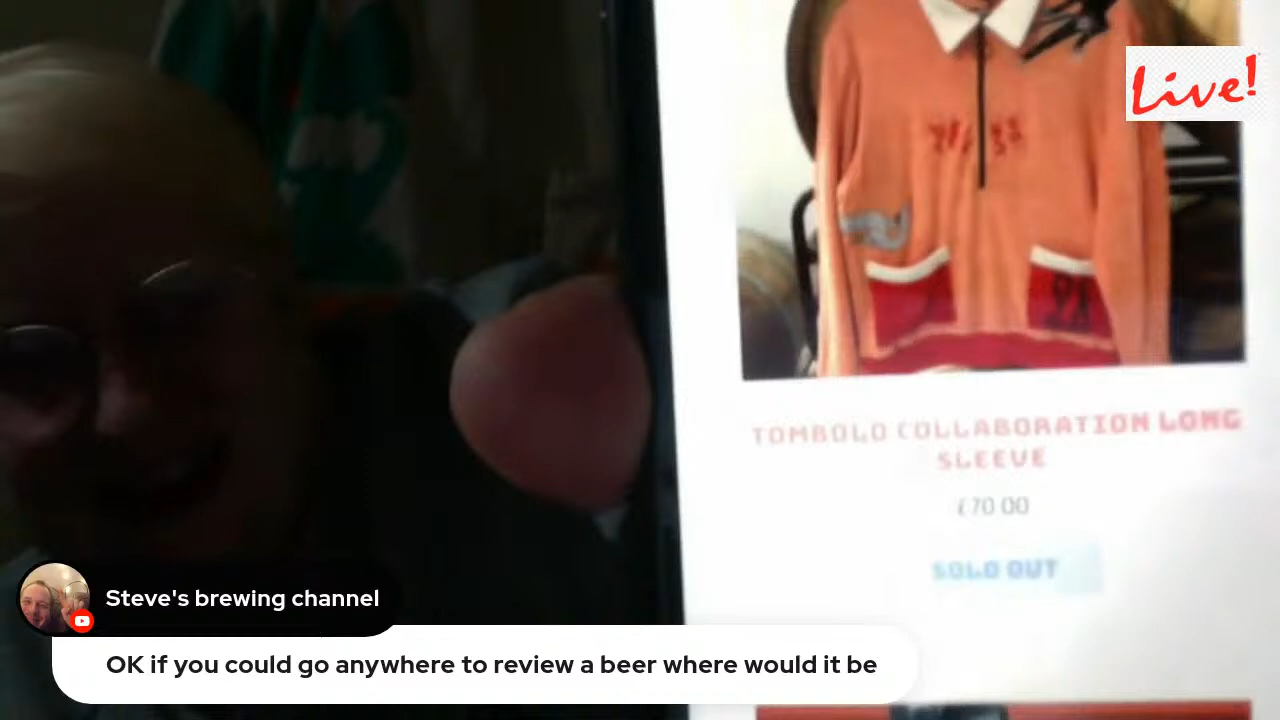 Live!
TOMBOLO COLLABORATION LONG
SLEEVE
£70.00
SOLD OUT
Steve's brewing channel
OK if you could go anywhere to review a beer where would it be